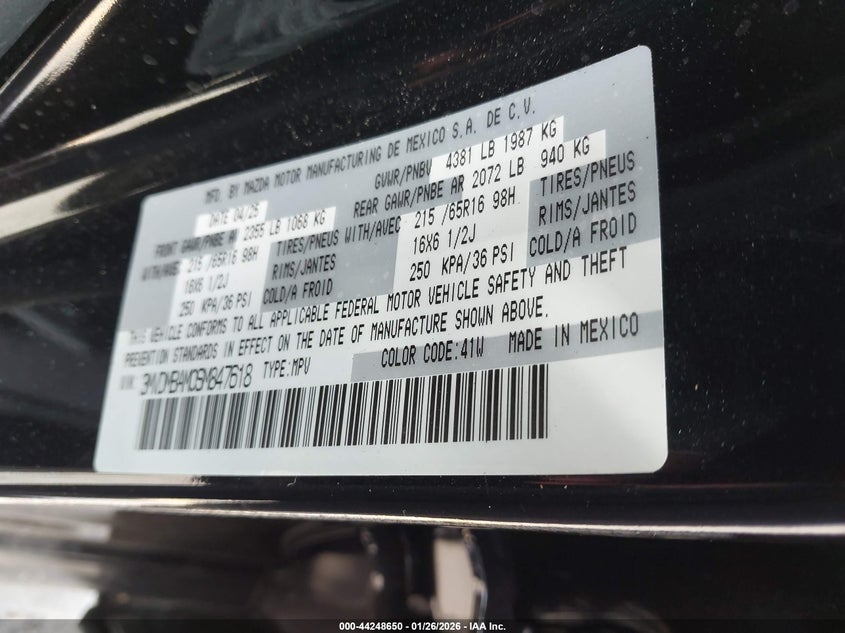 MFD. BY MAZDA MOTOR MANUFACTURING DE MEXICO S.A. DE C.V.
DATE 04/25 GVWR/PNBV 4381 LB 1987 KG
FRONT GAWR/PNBE AV 2355 LB 1068 KG REAR GAWR/PNBE AR 2072 LB 940 KG
WITH/AVEC 215 /65R16 98H TIRES/PNEUS WITH/AVEC 215 /65R16 98H TIRES/PNEUS
16X6 1/2J RIMS/JANTES 16X6 1/2J RIMS/JANTES
250 KPA/36 PSI COLD/A FROID 250 KPA/36 PSI COLD/A FROID
THIS VEHICLE CONFORMS TO ALL APPLICABLE FEDERAL MOTOR VEHICLE SAFETY AND THEFT
PREVENTION STANDARDS IN EFFECT ON THE DATE OF MANUFACTURE SHOWN ABOVE.
VIN: 3MVDMBAM0SM847618 TYPE:MPV COLOR CODE:41W MADE IN MEXICO
000-44248650 — 01/26/2026 — IAA Inc.